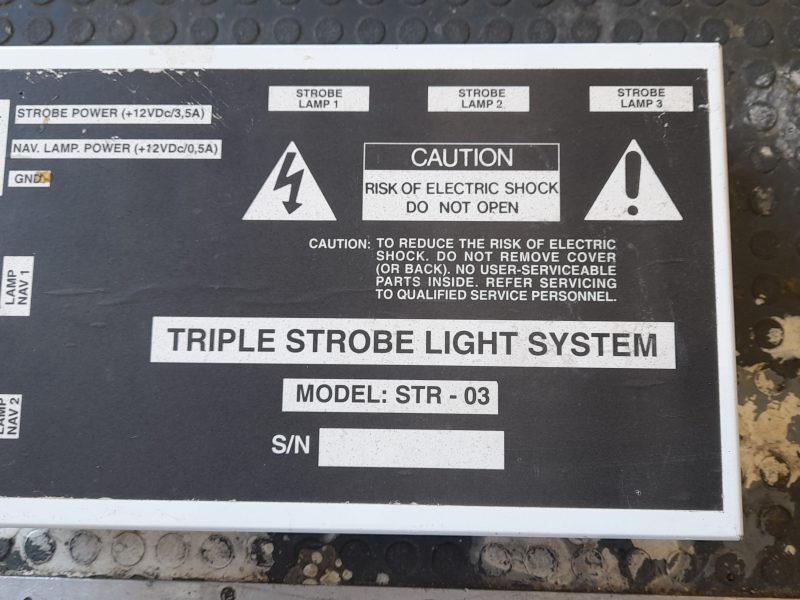 STROBE POWER (+12VDc/3,5A)
NAV. LAMP. POWER (+12VDc/0,5A)
GND.
LAMP
NAV 1
LAMP
NAV 2
STROBE
LAMP 1
STROBE
LAMP 2
STROBE
LAMP 3
CAUTION
RISK OF ELECTRIC SHOCK
DO NOT OPEN
CAUTION: TO REDUCE THE RISK OF ELECTRIC
SHOCK. DO NOT REMOVE COVER
(OR BACK). NO USER-SERVICEABLE
PARTS INSIDE. REFER SERVICING
TO QUALIFIED SERVICE PERSONNEL.
TRIPLE STROBE LIGHT SYSTEM
MODEL: STR - 03
S/N